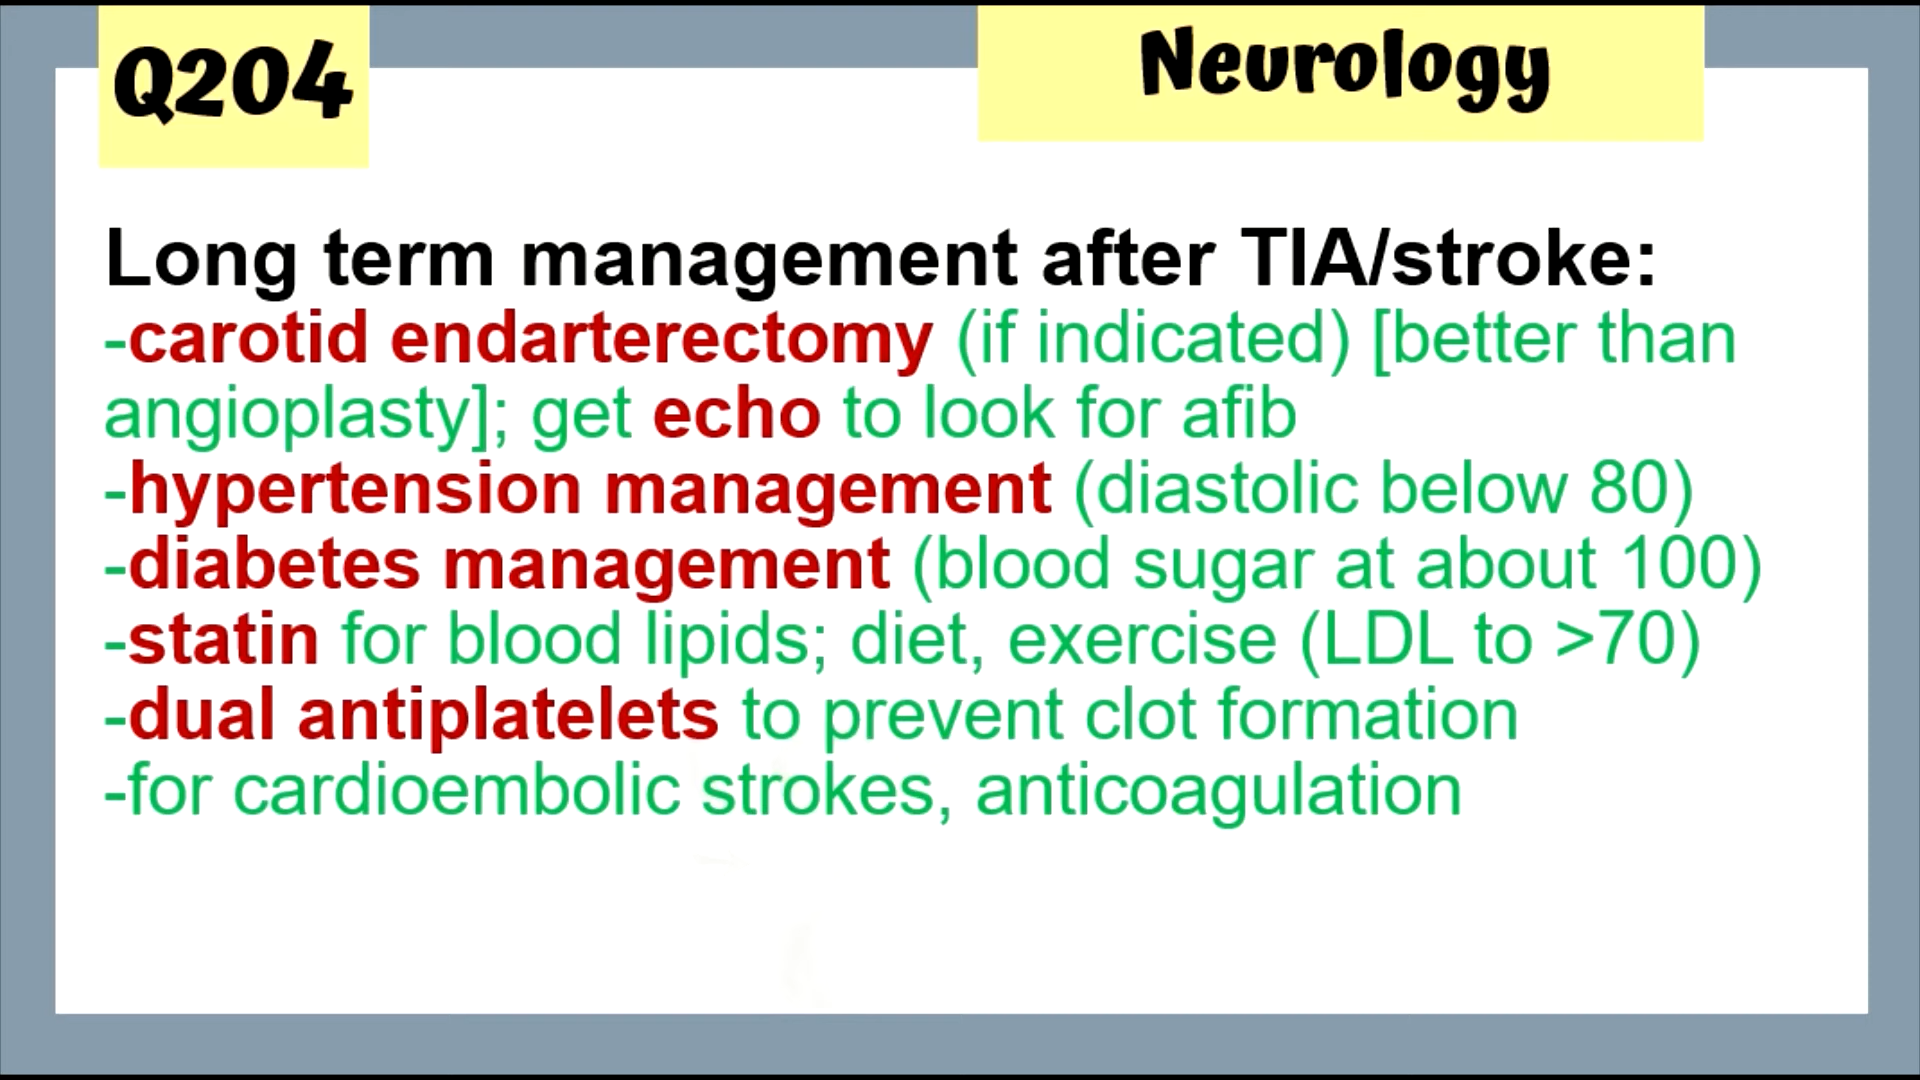 Q204
Neurology
Long term management after TIA/stroke:
-carotid endarterectomy (if indicated) [better than
angioplasty]; get echo to look for afib
-hypertension management (diastolic below 80)
-diabetes management (blood sugar at about 100)
-statin for blood lipids; diet, exercise (LDL to >70)
-dual antiplatelets to prevent clot formation
-for cardioembolic strokes, anticoagulation